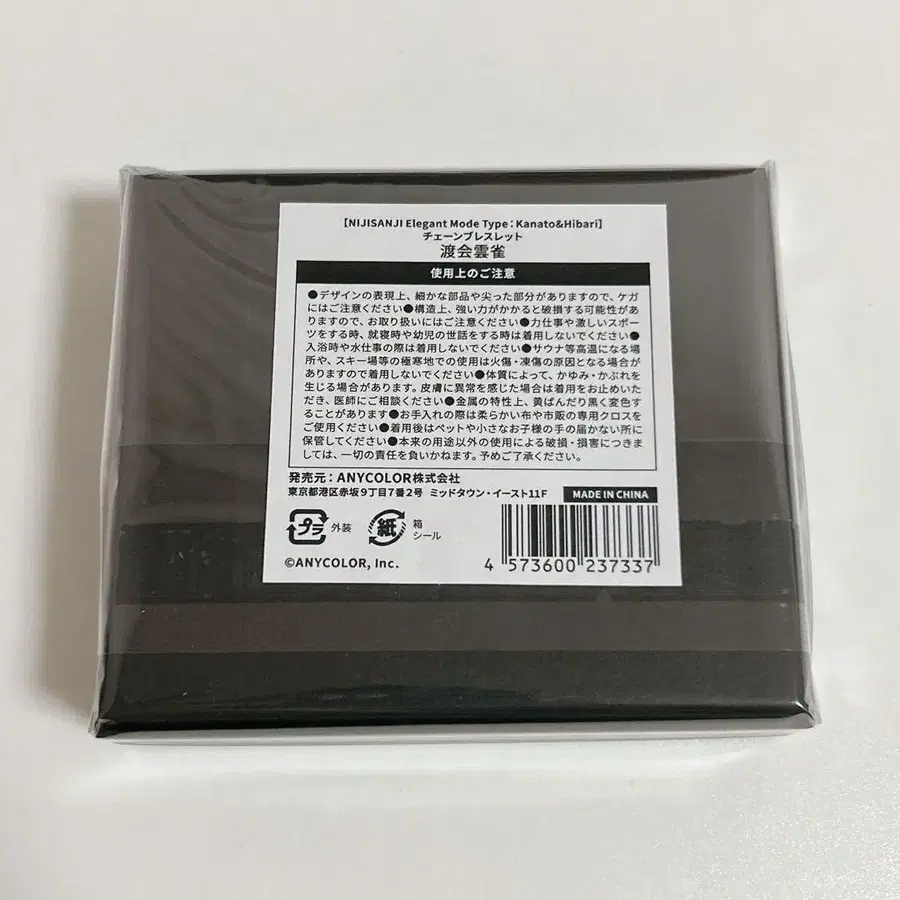 【NIJISANJI Elegant Mode Type：Kanato&Hibari】
チェーンブレスレット
渡会雲雀
使用上のご注意
●デザインの表現上、細かな部品や尖った部分がありますので、ケガ
にはご注意ください●構造上、強い力がかかると破損する可能性があ
りますので、お取り扱いにはご注意ください●力仕事や激しいスポー
ツをする時、就寝時や幼児の世話をする時は着用しないでください●
入浴時や水仕事の際は着用しないでください●サウナ等高温になる場
所や、スキー場等の極寒地での使用は火傷・凍傷の原因となる場合が
ありますので着用しないでください●体質によって、かゆみ・かぶれを
生じる場合があります。皮膚に異常を感じた場合は着用をお止めいた
だき、医師にご相談ください●金属の特性上、黄ばんだり黒く変色す
ることがあります●お手入れの際は柔らかい布や市販の専用クロスを
ご使用ください●着用後はペットや小さなお子様の手の届かない所に
保管してください●本来の用途以外の使用による破損・損害につきま
しては、一切の責任を負いかねます。予めご了承ください。
発売元：ANYCOLOR株式会社
東京都港区赤坂9丁目7番2号 ミッドタウン・イースト11F
MADE IN CHINA
プラ 外装
紙 箱
シール
©ANYCOLOR, Inc.
4 573600 237337